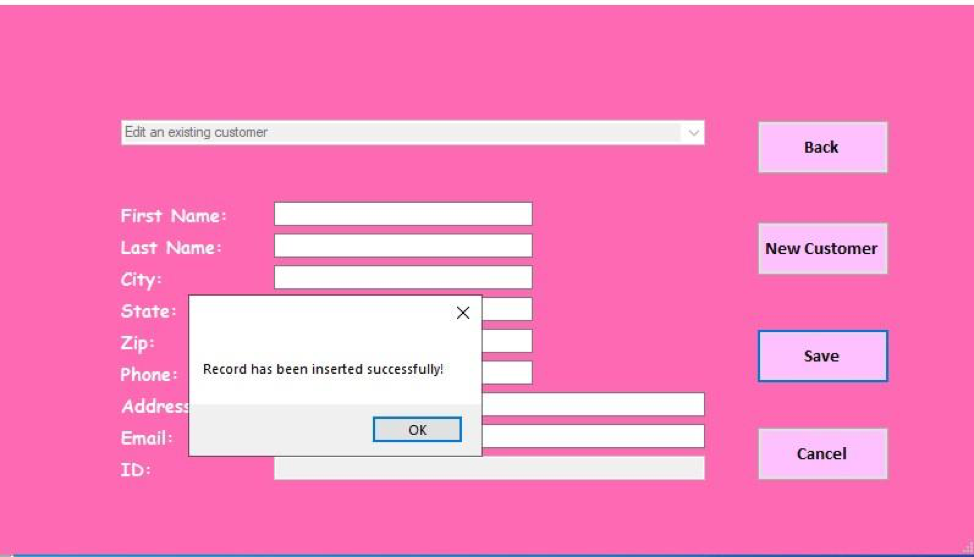 Edit an existing customer
Back
First Name:
Last Name:
New Customer
City:
State:
Zip:
Record has been inserted successfully!
Save
Phone:
Address
OK
Email:
Cancel
ID: